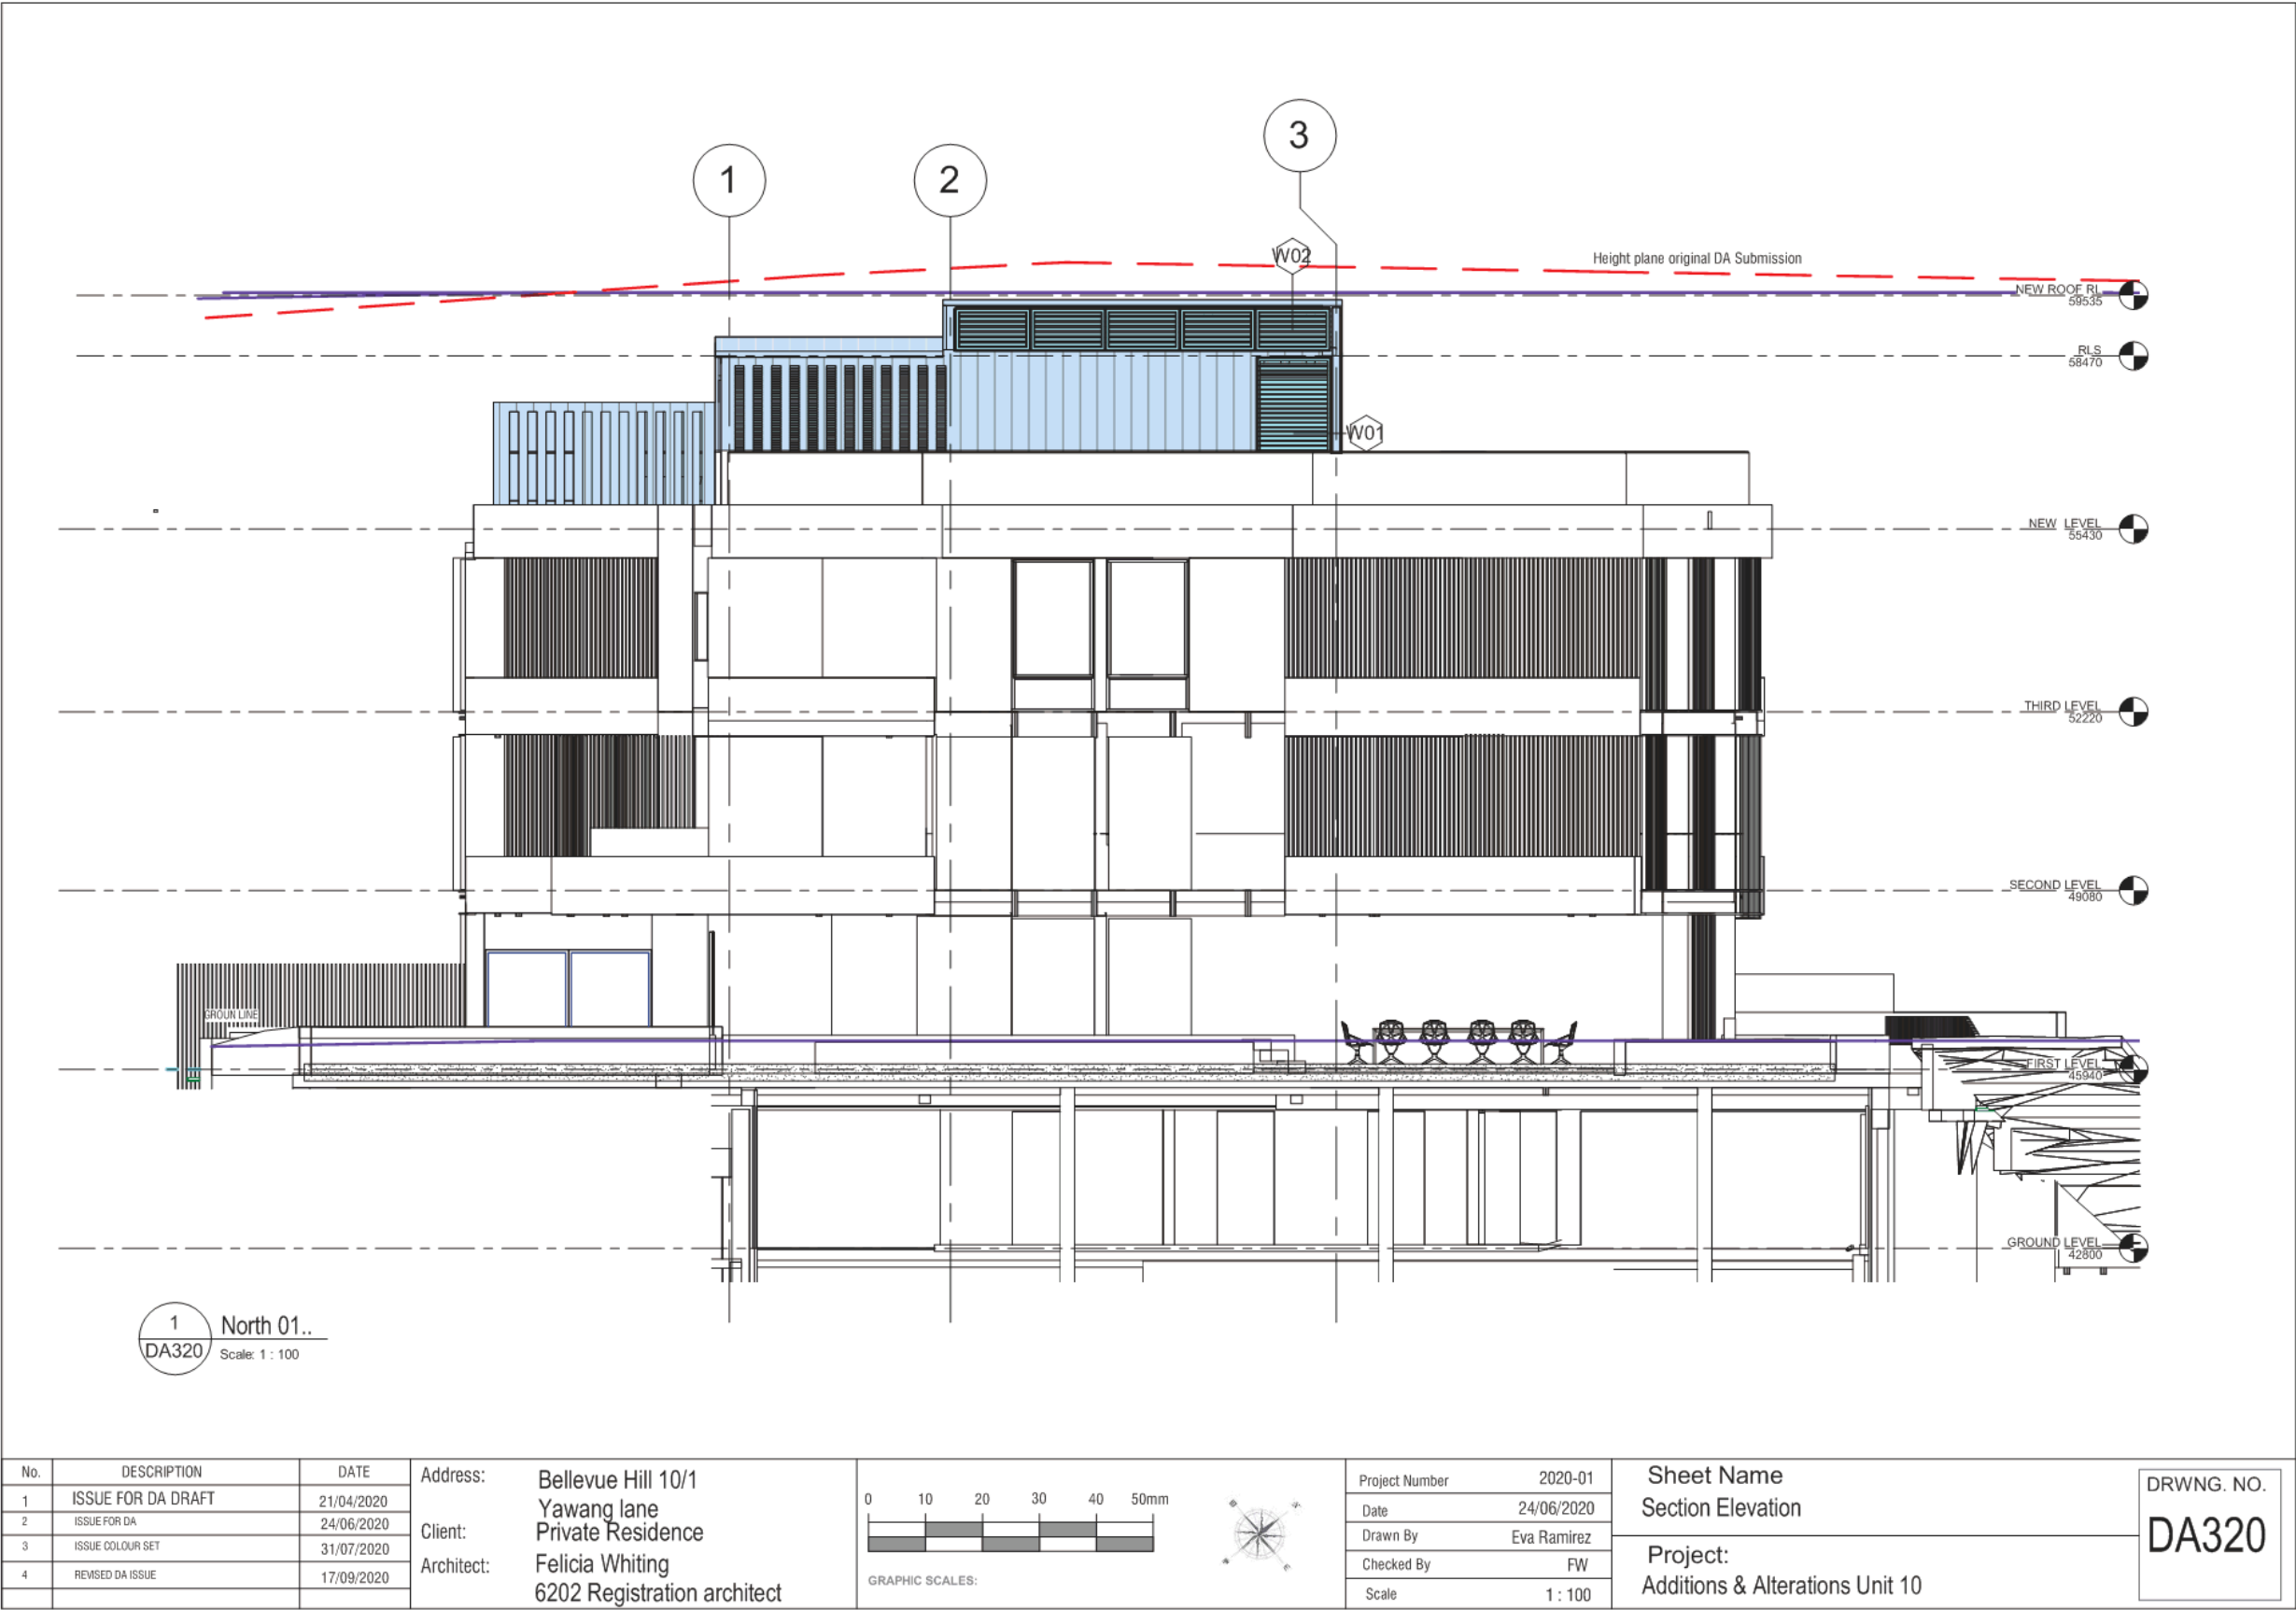 1
2
3
W02
Height plane original DA Submission
NEW ROOF RL
59535
RLS
58470
W01
NEW LEVEL
55430
THIRD LEVEL
52220
SECOND LEVEL
49080
GROUN LINE
FIRST LEVEL
45940
GROUND LEVEL
42800
1
DA320
North 01..
Scale: 1 : 100
No. DESCRIPTION DATE
1 ISSUE FOR DA DRAFT 21/04/2020
2 ISSUE FOR DA 24/06/2020
3 ISSUE COLOUR SET 31/07/2020
4 REVISED DA ISSUE 17/09/2020
Address: Bellevue Hill 10/1
Yawang lane
Client: Private Residence
Architect: Felicia Whiting
6202 Registration architect
0 10 20 30 40 50mm
GRAPHIC SCALES:
Project Number 2020-01
Date 24/06/2020
Drawn By Eva Ramirez
Checked By FW
Scale 1 : 100
Sheet Name
Section Elevation
Project:
Additions & Alterations Unit 10
DRWNG. NO.
DA320